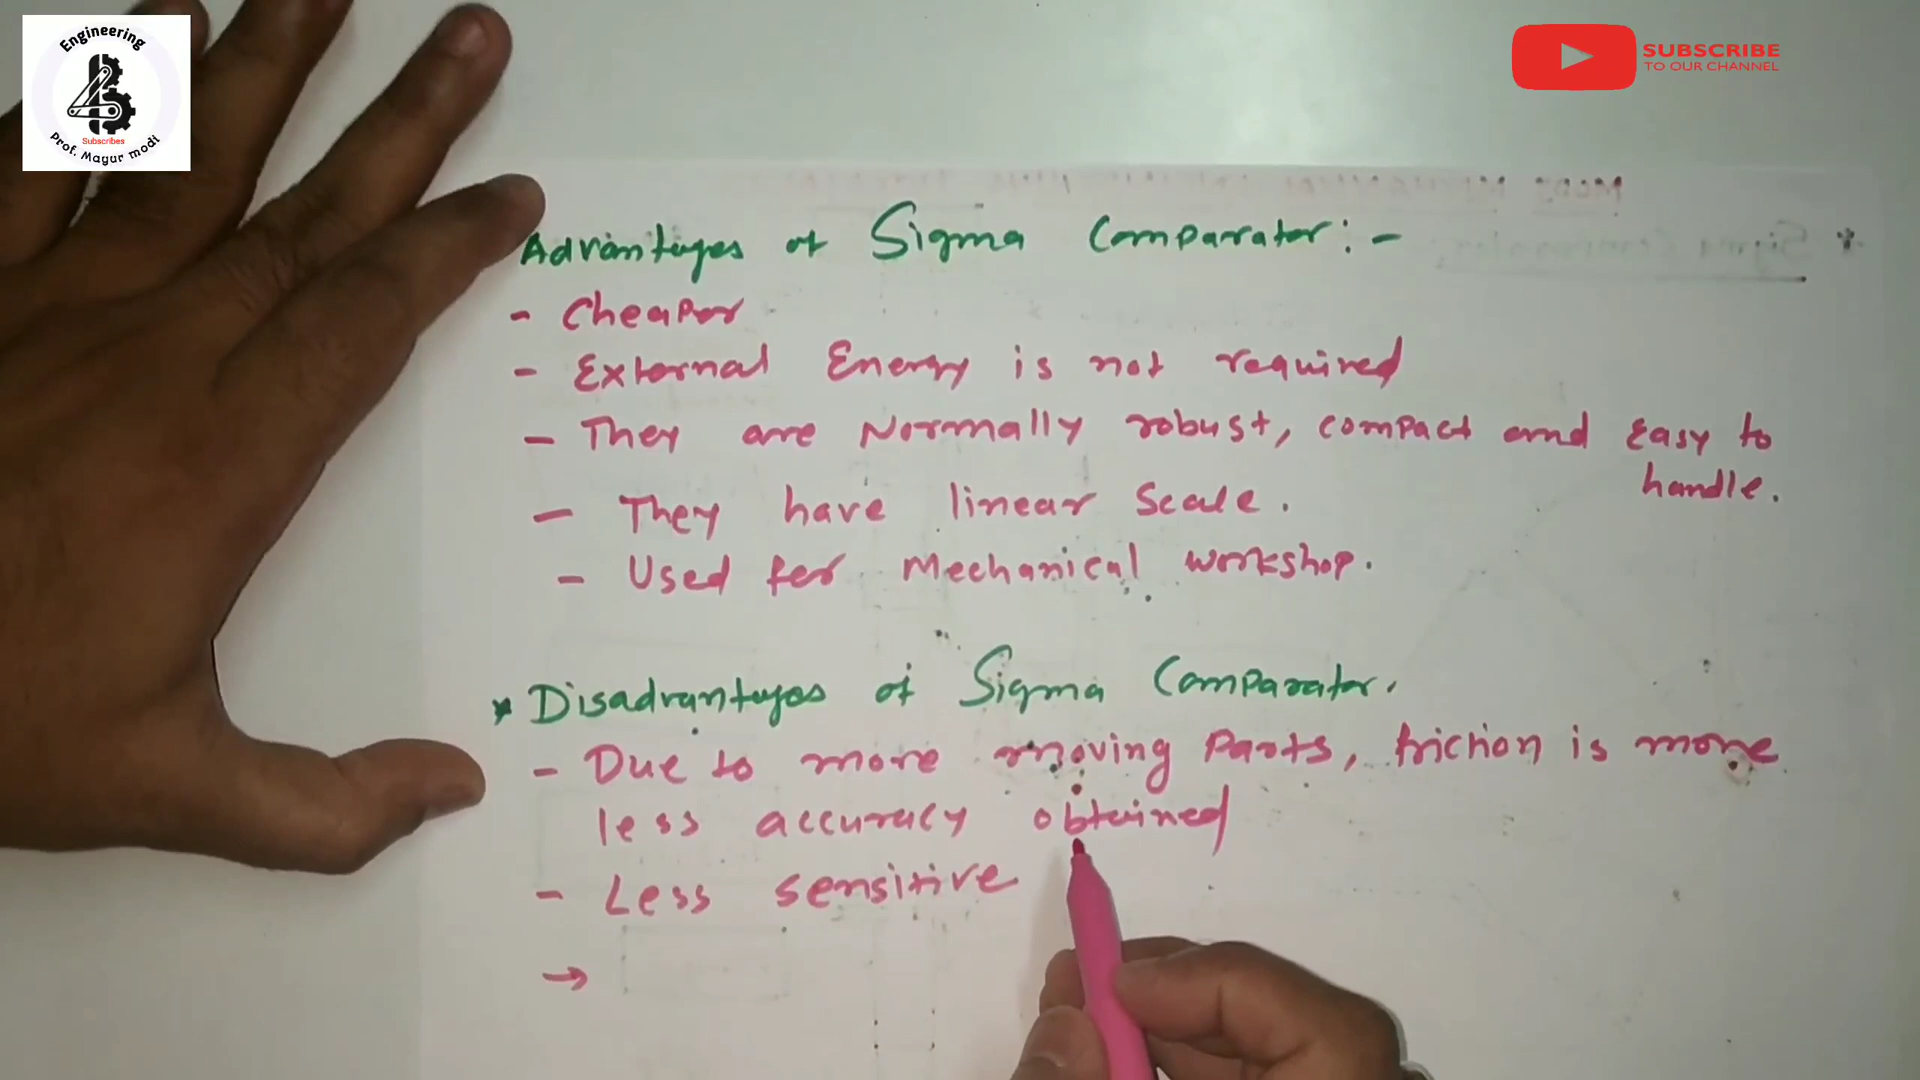 Engineering
Subscribes
Prof. Mayur modi
SUBSCRIBE
TO OUR CHANNEL
Advantages of Sigma Comparator:-
- Cheaper
- External Energy is not required
- They are Normally robust, compact and Easy to
handle.
- They have linear Scale.
- Used for Mechanical workshop.
* Disadvantages of Sigma Comparator.
- Due to more moving Parts, friction is more
less accuracy obtained
- Less sensitive
→